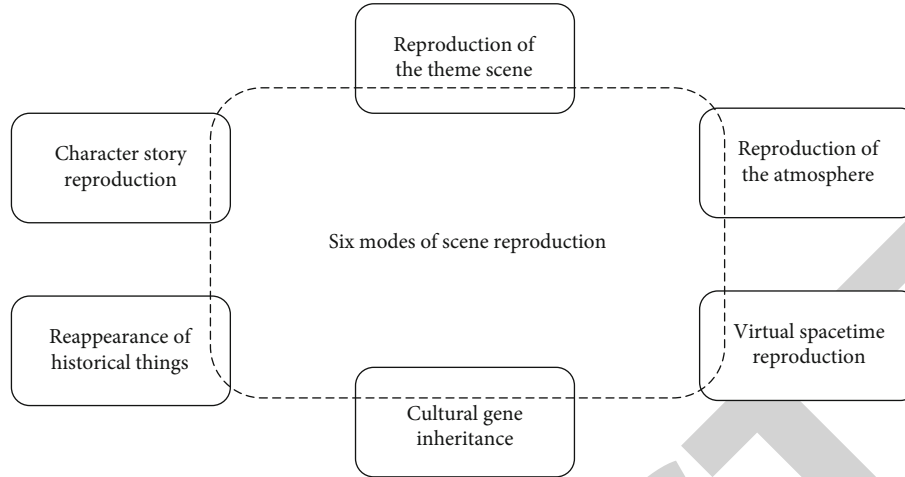 Reproduction of
the theme scene
Character story
reproduction
Reproduction of
the atmosphere
Six modes of scene reproduction
Reappearance of
historical things
Virtual spacetime
reproduction
Cultural gene
inheritance